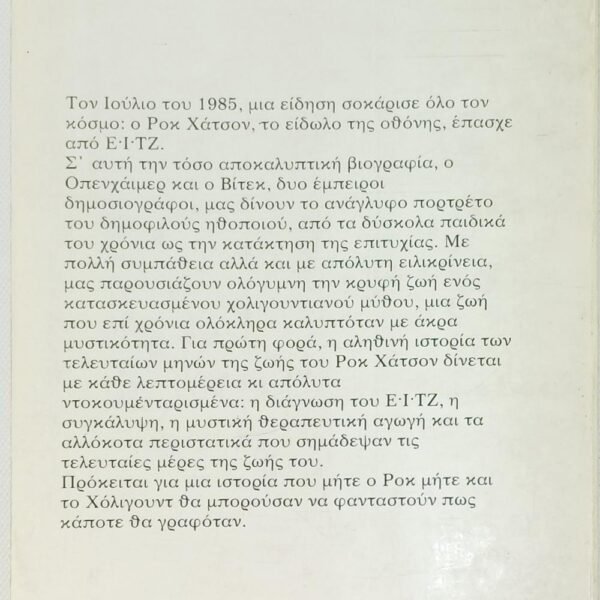 Τον Ιούλιο του 1985, μια είδηση σοκάρισε όλο τον
κόσμο: ο Ροκ Χάτσον, το είδωλο της οθόνης, έπασχε
από Ε·Ι·ΤΖ.
Σ' αυτή την τόσο αποκαλυπτική βιογραφία, ο
Οπενχάιμερ και ο Βίτεκ, δυο έμπειροι
δημοσιογράφοι, μας δίνουν το ανάγλυφο πορτρέτο
του δημοφιλούς ηθοποιού, από τα δύσκολα παιδικά
του χρόνια ως την κατάκτηση της επιτυχίας. Με
πολλή συμπάθεια αλλά και με απόλυτη ειλικρίνεια,
μας παρουσιάζουν ολόγυμνη την κρυφή ζωή ενός
κατασκευασμένου χολιγουντιανού μύθου, μια ζωή
που επί χρόνια ολόκληρα καλυπτόταν με άκρα
μυστικότητα. Για πρώτη φορά, η αληθινή ιστορία των
τελευταίων μηνών της ζωής του Ροκ Χάτσον δίνεται
με κάθε λεπτομέρεια κι απόλυτα
ντοκουμένταρισμένα: η διάγνωση του Ε·Ι·ΤΖ, η
συγκάλυψη, η μυστική θεραπευτική αγωγή και τα
αλλόκοτα περιστατικά που σημάδεψαν τις
τελευταίες μέρες της ζωής του.
Πρόκειται για μια ιστορία που μήτε ο Ροκ μήτε και
το Χόλιγουντ θα μπορούσαν να φανταστούν πως
κάποτε θα γραφόταν.